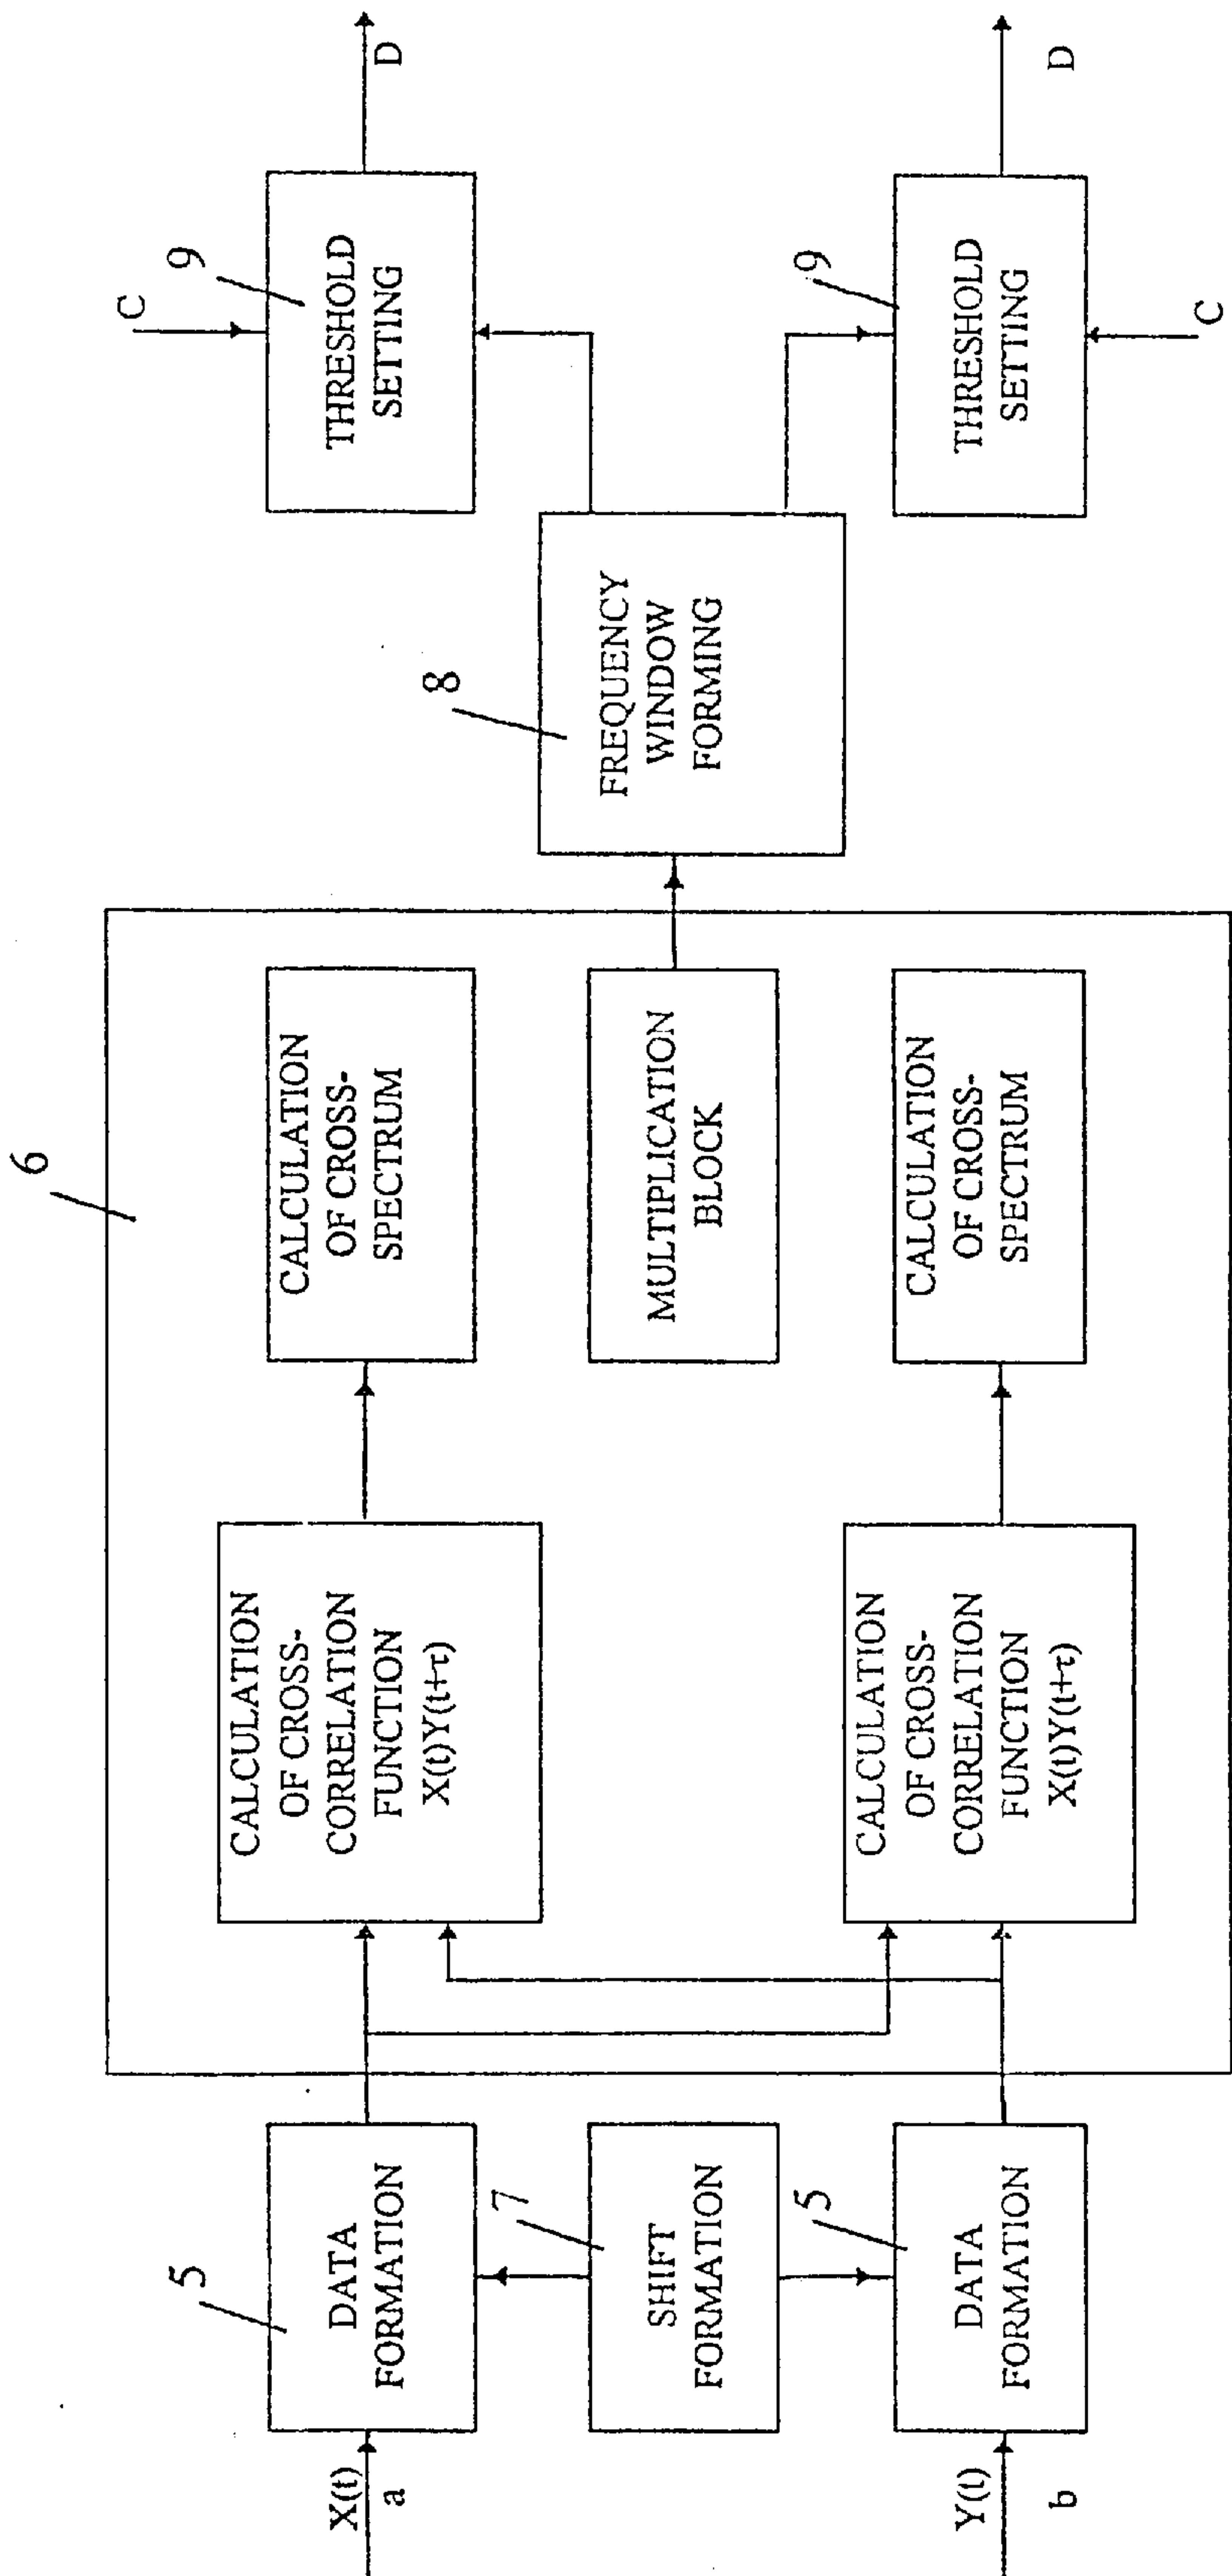 X(t)
a
5
DATA
FORMATION
7
SHIFT
FORMATION
5
DATA
FORMATION
Y(t)
b
6
CALCULATION
OF CROSS-
CORRELATION
FUNCTION
X(t)Y(t+τ)
CALCULATION
OF CROSS-
SPECTRUM
MULTIPLICATION
BLOCK
CALCULATION
OF CROSS-
CORRELATION
FUNCTION
X(t)Y(t+τ)
CALCULATION
OF CROSS-
SPECTRUM
8
FREQUENCY
WINDOW
FORMING
C
9
THRESHOLD
SETTING
D
9
THRESHOLD
SETTING
C
D